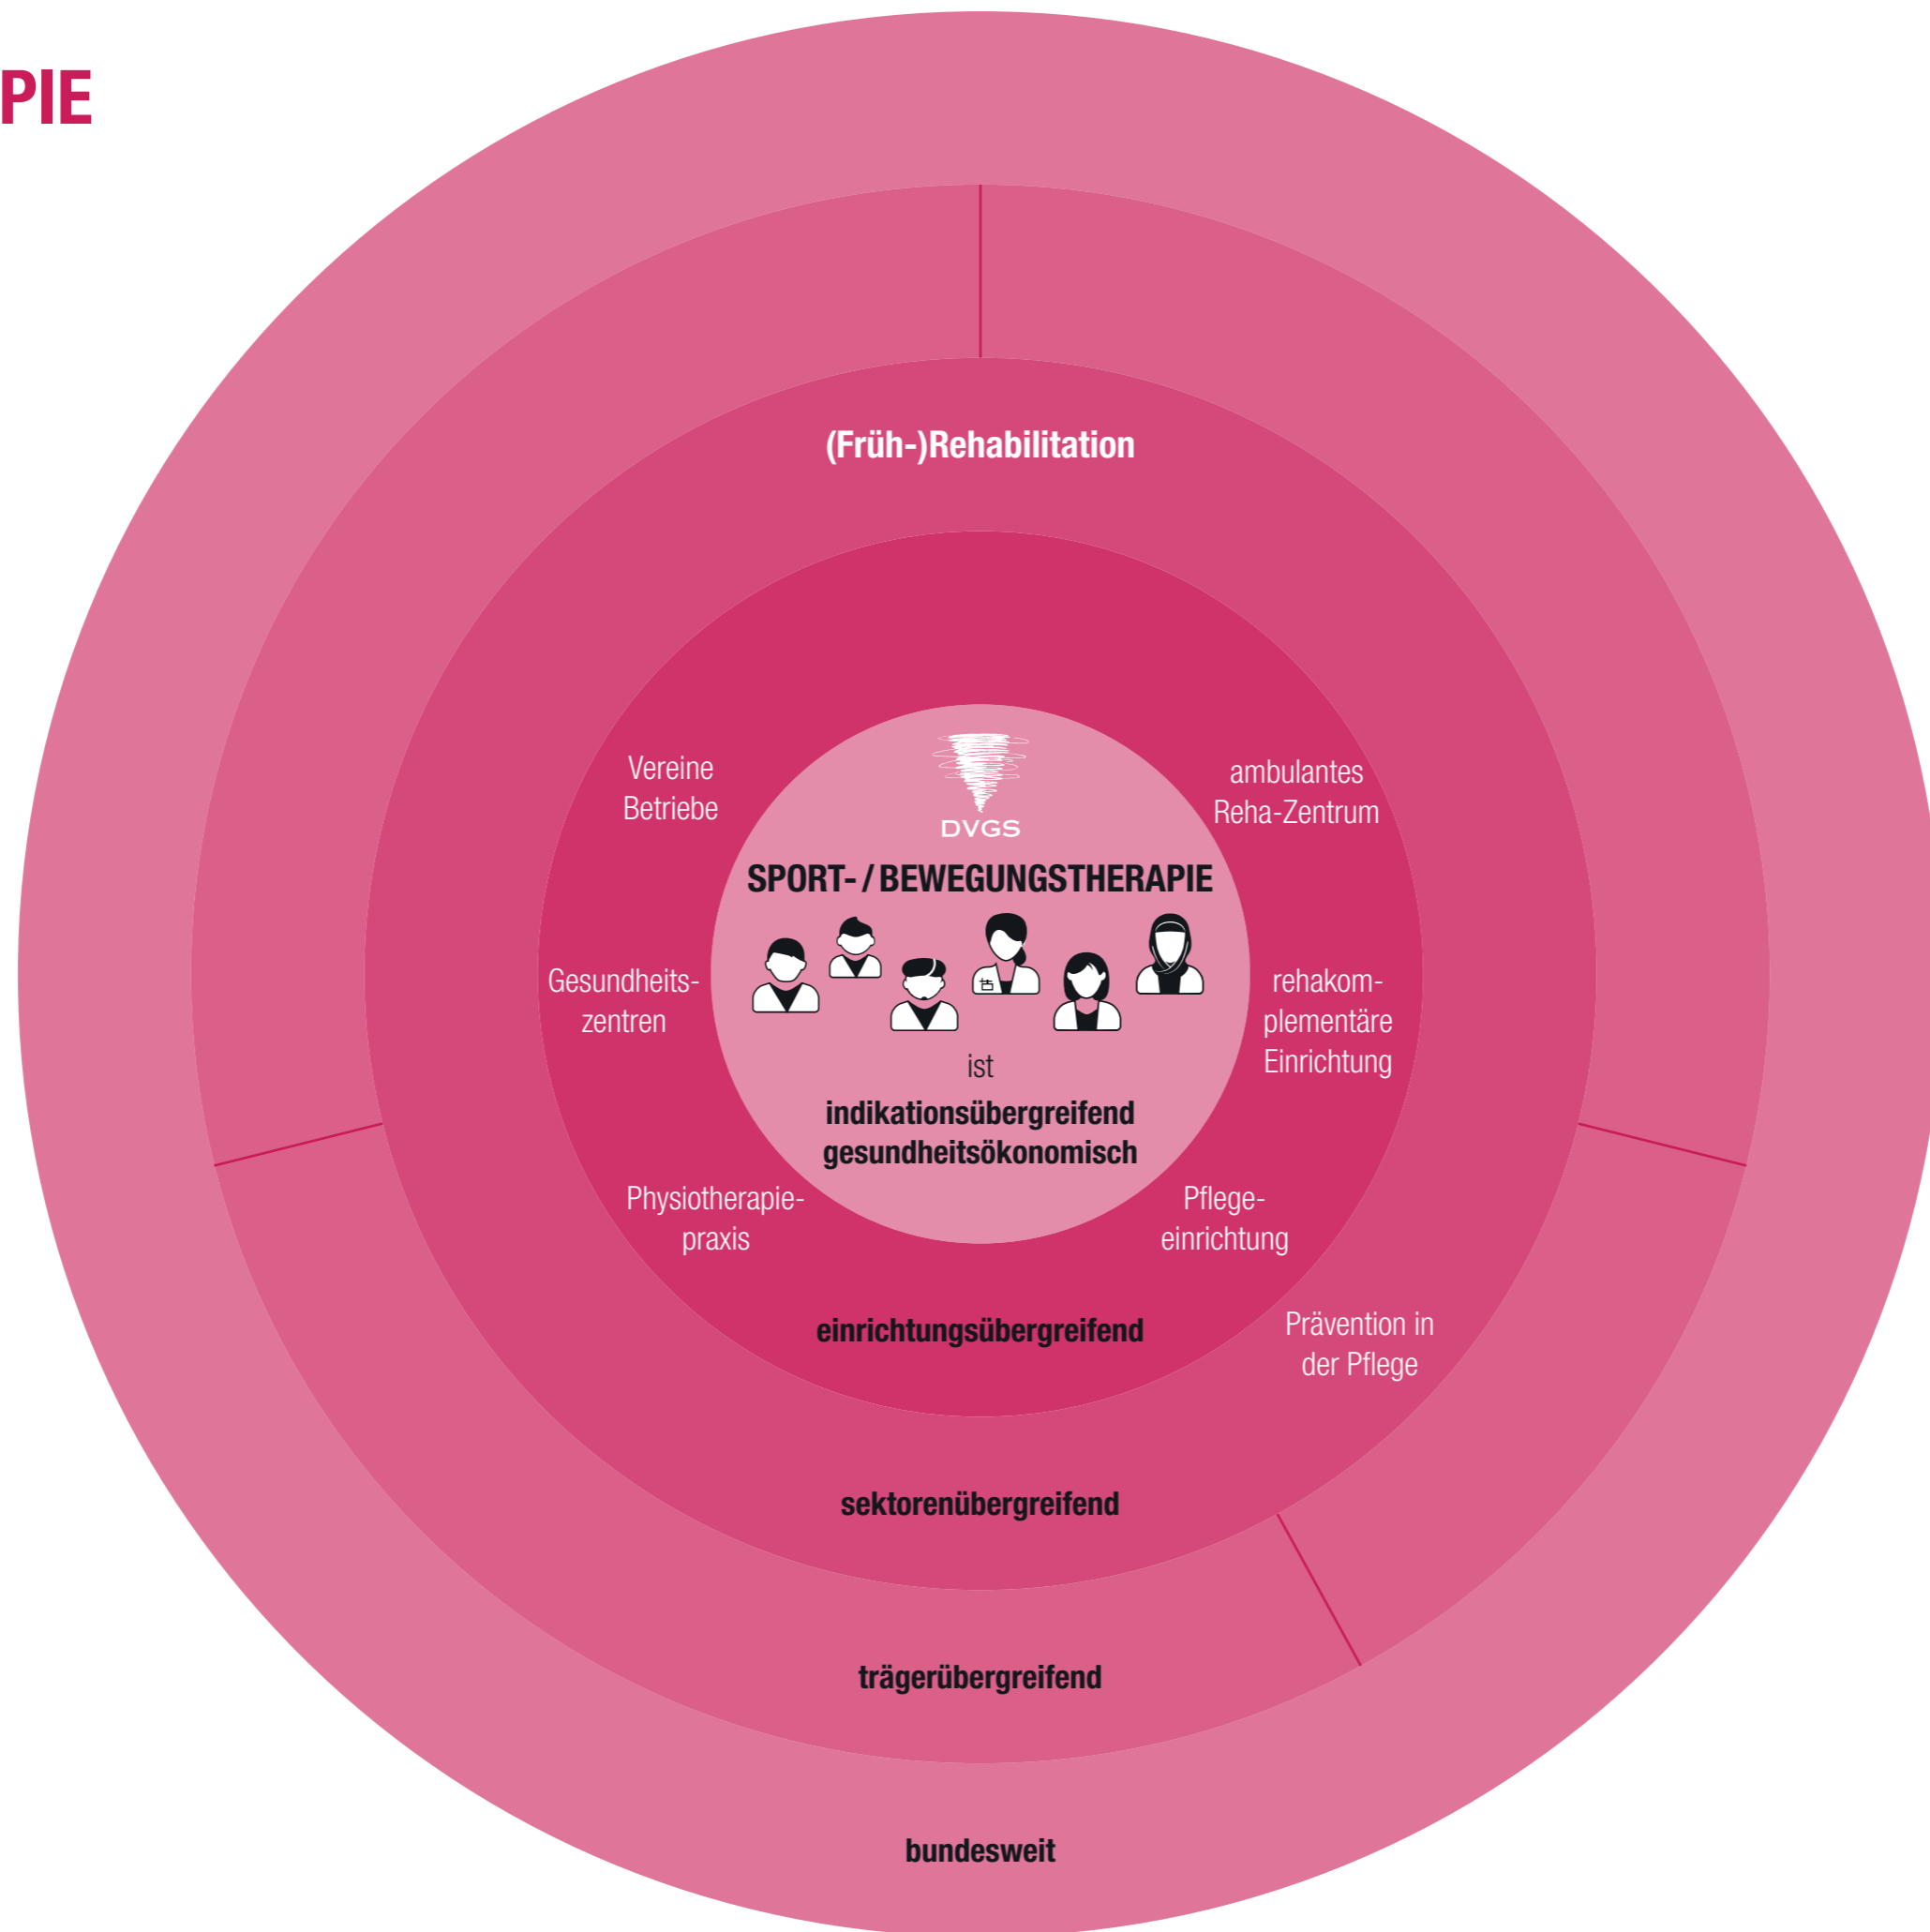 PIE
(Früh-)Rehabilitation
Vereine
Betriebe
ambulantes
Reha-Zentrum
DVGS
SPORT- / BEWEGUNGSTHERAPIE
Gesundheits-
zentren
rehakom-
plementäre
Einrichtung
ist
indikationsübergreifend
gesundheitsökonomisch
Physiotherapie-
praxis
Pflege-
einrichtung
einrichtungsübergreifend
Prävention in
der Pflege
sektorenübergreifend
trägerübergreifend
bundesweit